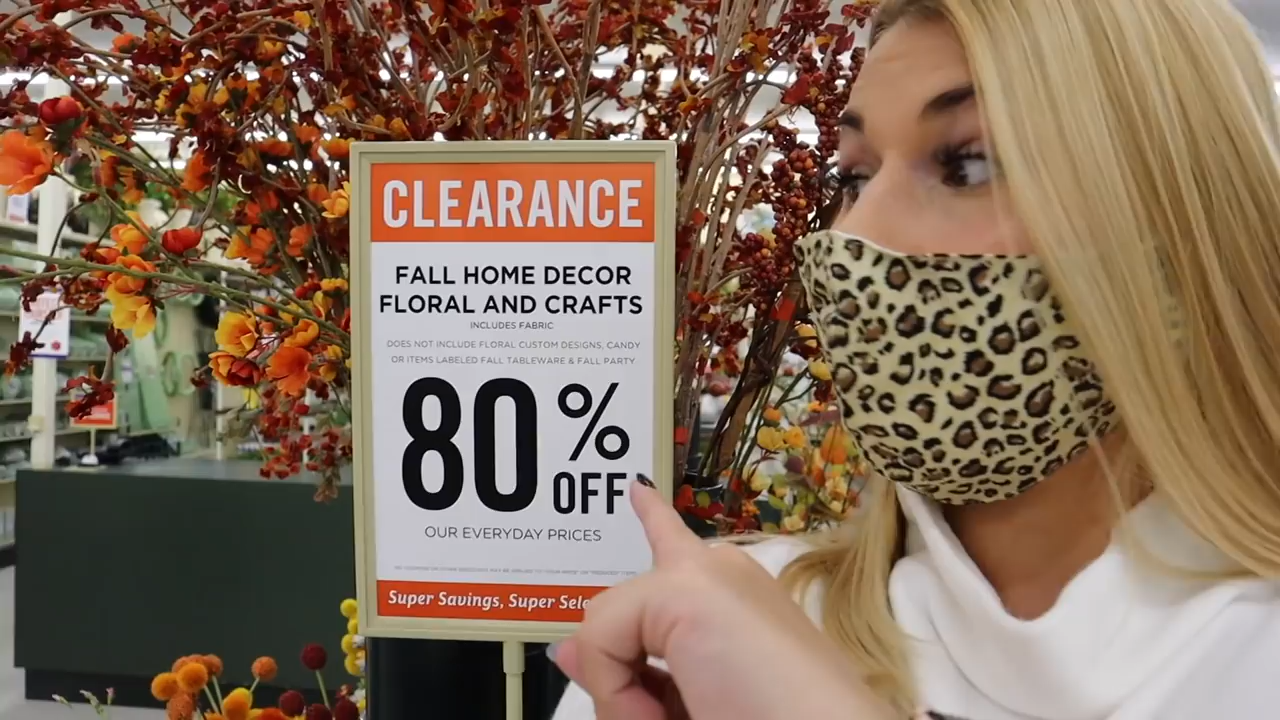 CLEARANCE
FALL HOME DECOR
FLORAL AND CRAFTS
INCLUDES FABRIC
DOES NOT INCLUDE FLORAL CUSTOM DESIGNS, CANDY
OR ITEMS LABELED FALL TABLEWARE & FALL PARTY
80%
OFF
OUR EVERYDAY PRICES
Super Savings, Super